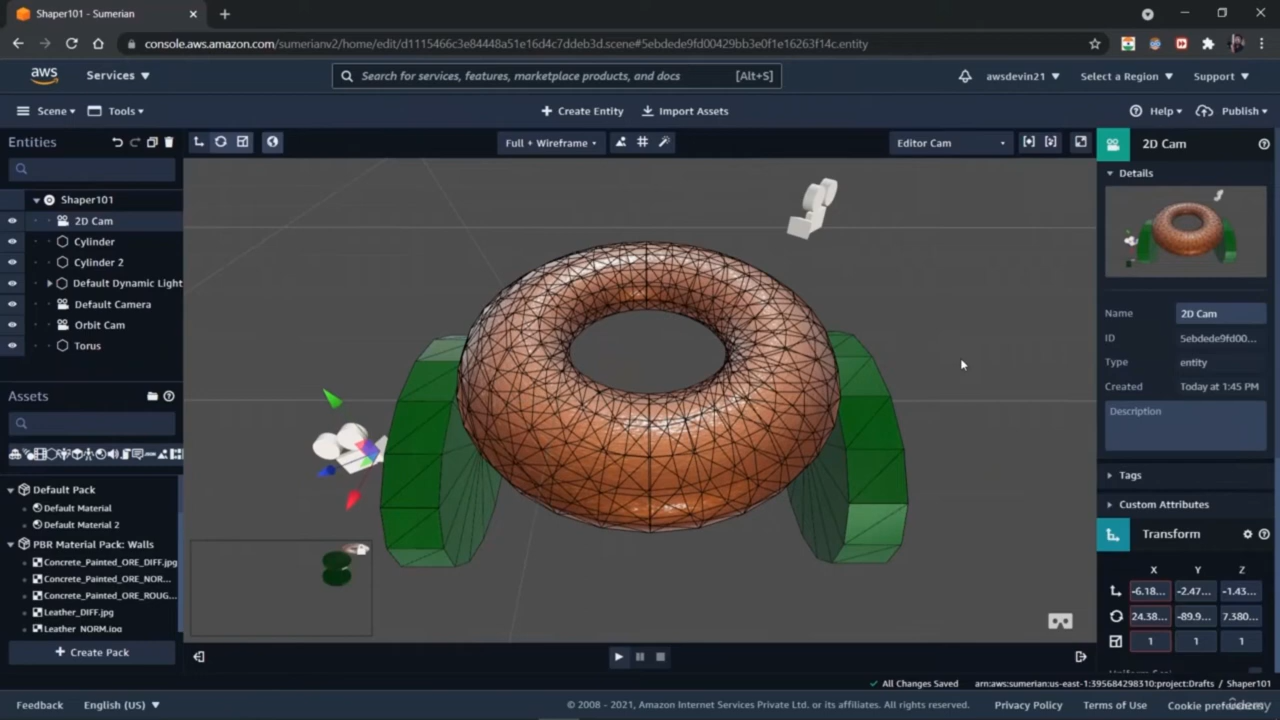 Shaper101 - Sumerian
console.aws.amazon.com/sumerianv2/home/edit/d1115466c3e84448a51e16d4c7ddeb3d.scene#5ebdede9fd00429bb3e0f1e16263f14c.entity
aws
Services
Search for services, features, marketplace products, and docs [Alt+S]
awsdevin21
Select a Region
Support
Scene
Tools
Create Entity
Import Assets
Help
Publish
Entities
Full + Wireframe
Editor Cam
2D Cam
Shaper101
2D Cam
Cylinder
Cylinder 2
Default Dynamic Light
Default Camera
Orbit Cam
Torus
Details
Name 2D Cam
ID 5ebdede9fd00...
Type entity
Created Today at 1:45 PM
Description
Tags
Custom Attributes
Transform
X Y Z
-6.18... -2.47... -1.43...
24.38... -89.9... 7.380...
1 1 1
Assets
Default Pack
Default Material
Default Material 2
PBR Material Pack: Walls
Concrete_Painted_ORE_DIFF.jpg
Concrete_Painted_ORE_NOR...
Concrete_Painted_ORE_ROUG...
Leather_DIFF.jpg
Leather_NORM.jpg
Create Pack
All Changes Saved
arn:aws:sumerian:us-east-1:395684298310:project:Drafts / Shaper101
Feedback
English (US)
© 2008 - 2021, Amazon Internet Services Private Ltd. or its affiliates. All rights reserved.
Privacy Policy
Terms of Use
Cookie preferences
Udemy